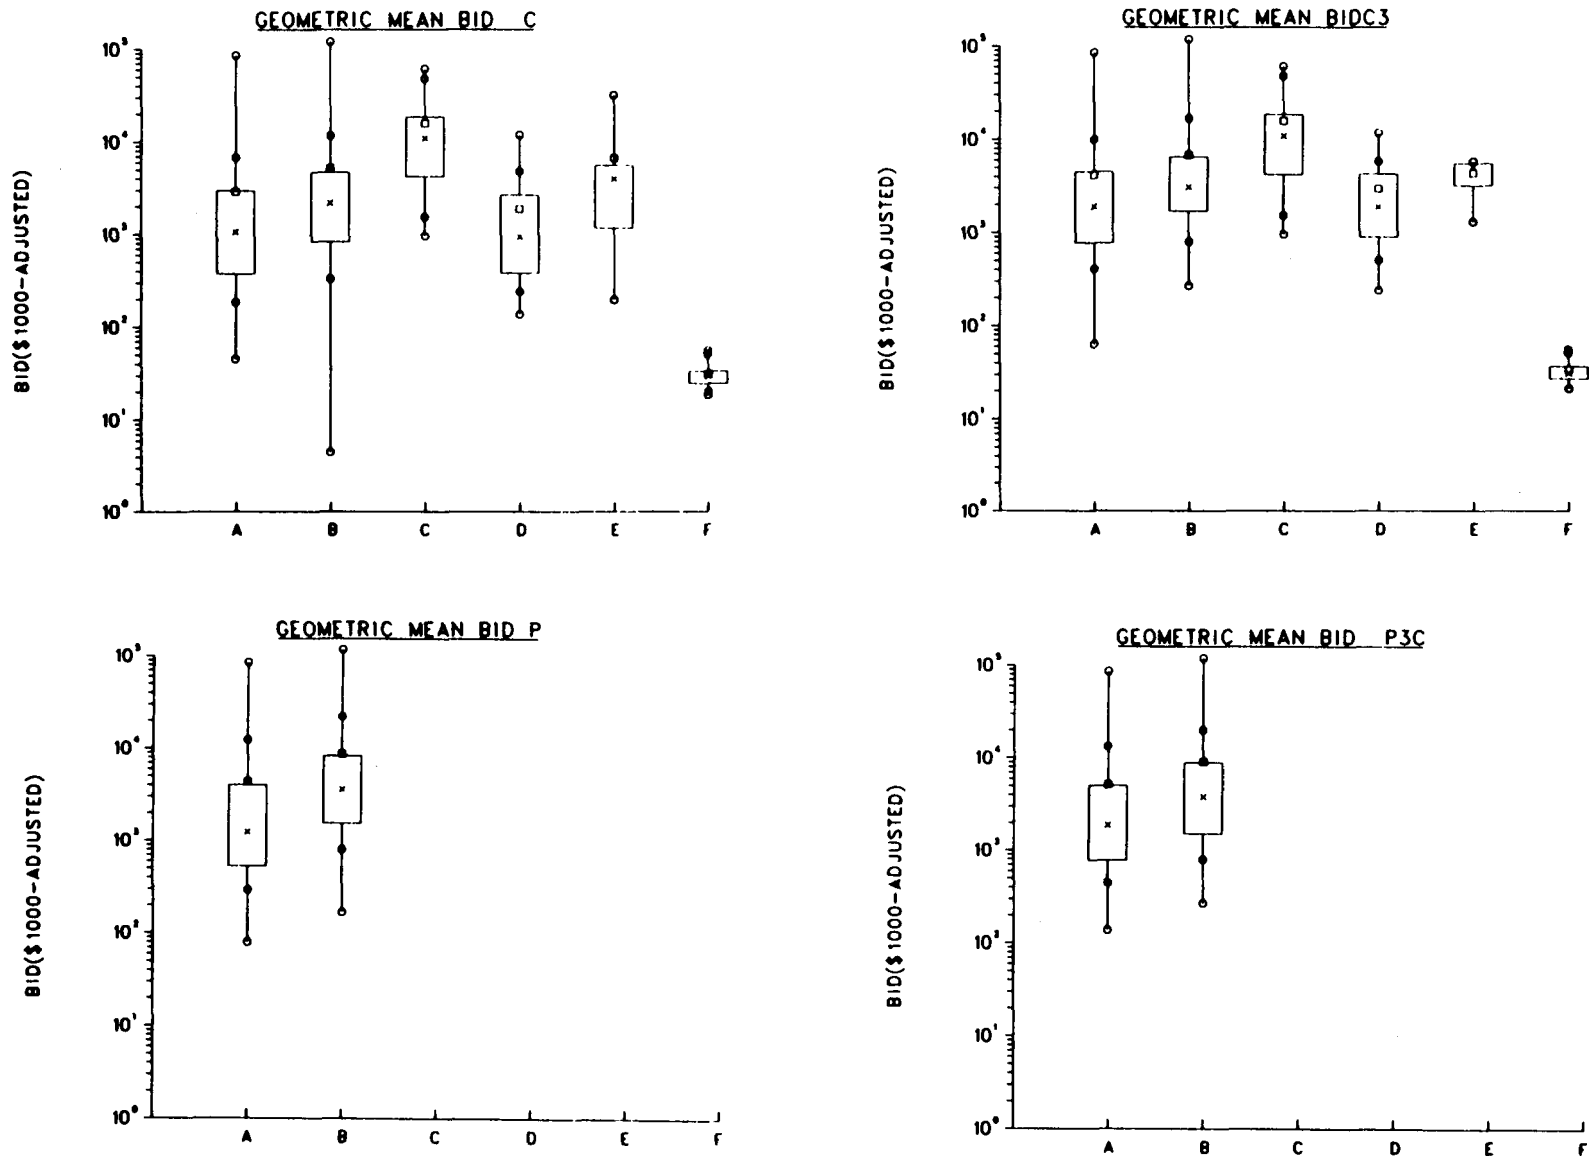 GEOMETRIC MEAN BID C
BID($1000-ADJUSTED)
10⁵
10⁴
10³
10²
10¹
10⁰
A B C D E F
GEOMETRIC MEAN BIDC3
BID($1000-ADJUSTED)
10⁵
10⁴
10³
10²
10¹
10⁰
A B C D E F
GEOMETRIC MEAN BID P
BID($1000-ADJUSTED)
10⁵
10⁴
10³
10²
10¹
10⁰
A B C D E F
GEOMETRIC MEAN BID P3C
BID($1000-ADJUSTED)
10⁵
10⁴
10³
10²
10¹
10⁰
A B C D E F